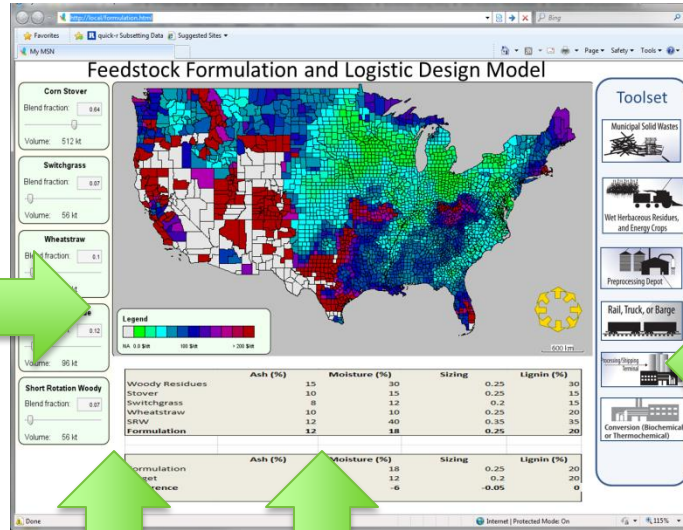 http://local/formulation.html
Bing
Favorites quick-r Subsetting Data Suggested Sites
My MSN
Page Safety Tools
Feedstock Formulation and Logistic Design Model
Corn Stover
Blend fraction: 0.64
Volume: 512 kt
Switchgrass
Blend fraction: 0.07
Volume: 56 kt
Wheatstraw
Blend fraction: 0.1
0.12
Volume: 96 kt
Short Rotation Woody
Blend fraction: 0.07
Volume: 56 kt
Legend
NA 0.0 $/kt 100 $/kt > 200 $/kt
600 km
Toolset
Municipal Solid Wastes
Wet Herbaceous Residues,
and Energy Crops
Preprocessing Depot
Rail, Truck, or Barge
Processing/Shipping
Terminal
Conversion (Biochemical
or Thermochemical)
Ash (%) Moisture (%) Sizing Lignin (%)
Woody Residues 15 30 0.25 30
Stover 10 15 0.25 15
Switchgrass 8 12 0.2 15
Wheatstraw 10 10 0.25 20
SRW 12 40 0.35 35
Formulation 12 18 0.25 20
Ash (%) Moisture (%) Sizing Lignin (%)
18 0.25 20
12 0.2 20
-6 -0.05 0
Done Internet | Protected Mode: On 115%